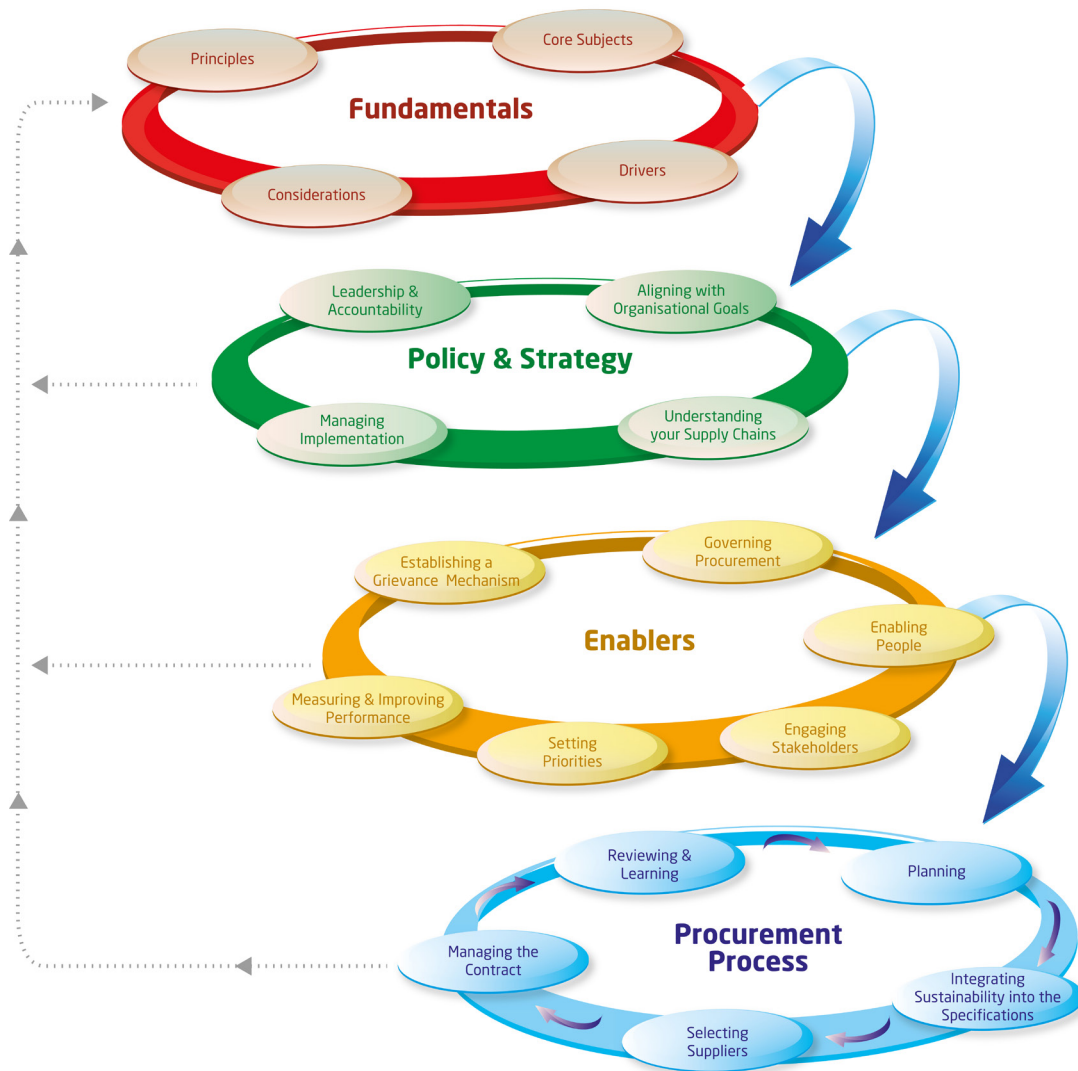 Principles
Core Subjects
Fundamentals
Considerations
Drivers
Leadership &
Accountability
Aligning with
Organisational Goals
Policy & Strategy
Managing
Implementation
Understanding
your Supply Chains
Establishing a
Grievance Mechanism
Governing
Procurement
Enablers
Enabling
People
Measuring & Improving
Performance
Setting
Priorities
Engaging
Stakeholders
Reviewing &
Learning
Planning
Procurement
Process
Managing the
Contract
Integrating
Sustainability into the
Specifications
Selecting
Suppliers